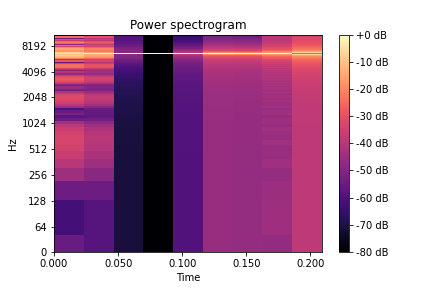 Power spectrogram
8192
4096
2048
1024
512
256
128
64
0
Hz
0.000 0.050 0.100 0.150 0.200
Time
+0 dB
-10 dB
-20 dB
-30 dB
-40 dB
-50 dB
-60 dB
-70 dB
-80 dB